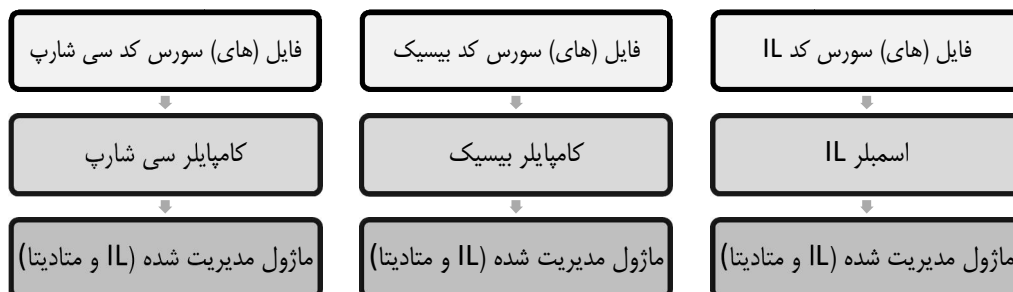 فایل (های) سورس کد سی شارپ
کامپایلر سی شارپ
ماژول مدیریت شده (IL و متادیتا)
فایل (های) سورس کد بیسیک
کامپایلر بیسیک
ماژول مدیریت شده (IL و متادیتا)
فایل (های) سورس کد IL
اسمبلر IL
ماژول مدیریت شده (IL و متادیتا)